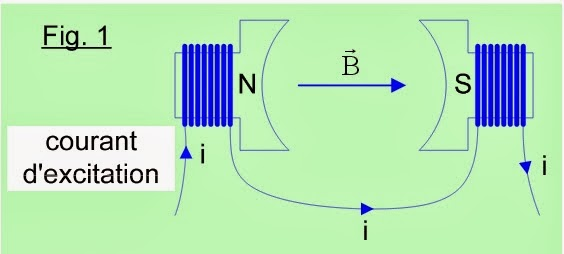 Fig. 1
N
B⃗
S
courant
d'excitation
i
i
i